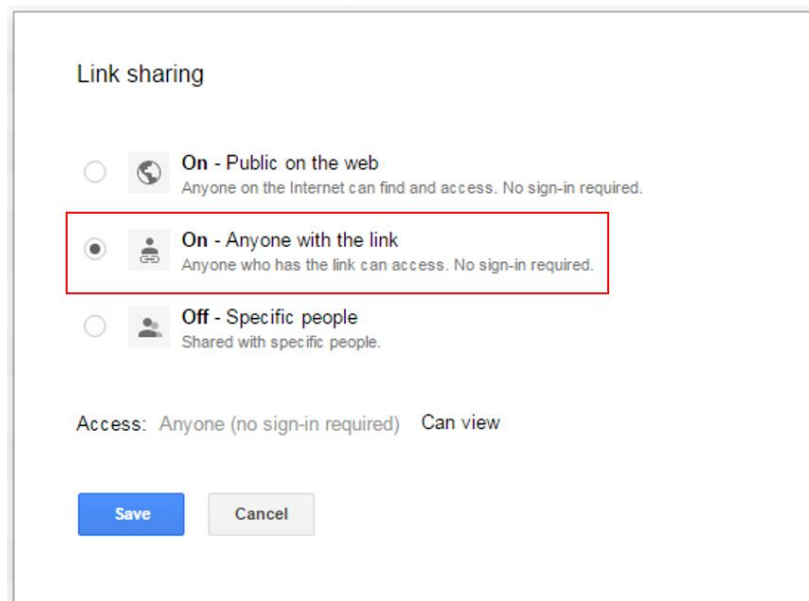 Link sharing
On - Public on the web
Anyone on the Internet can find and access. No sign-in required.
On - Anyone with the link
Anyone who has the link can access. No sign-in required.
Off - Specific people
Shared with specific people.
Access: Anyone (no sign-in required) Can view
Save Cancel